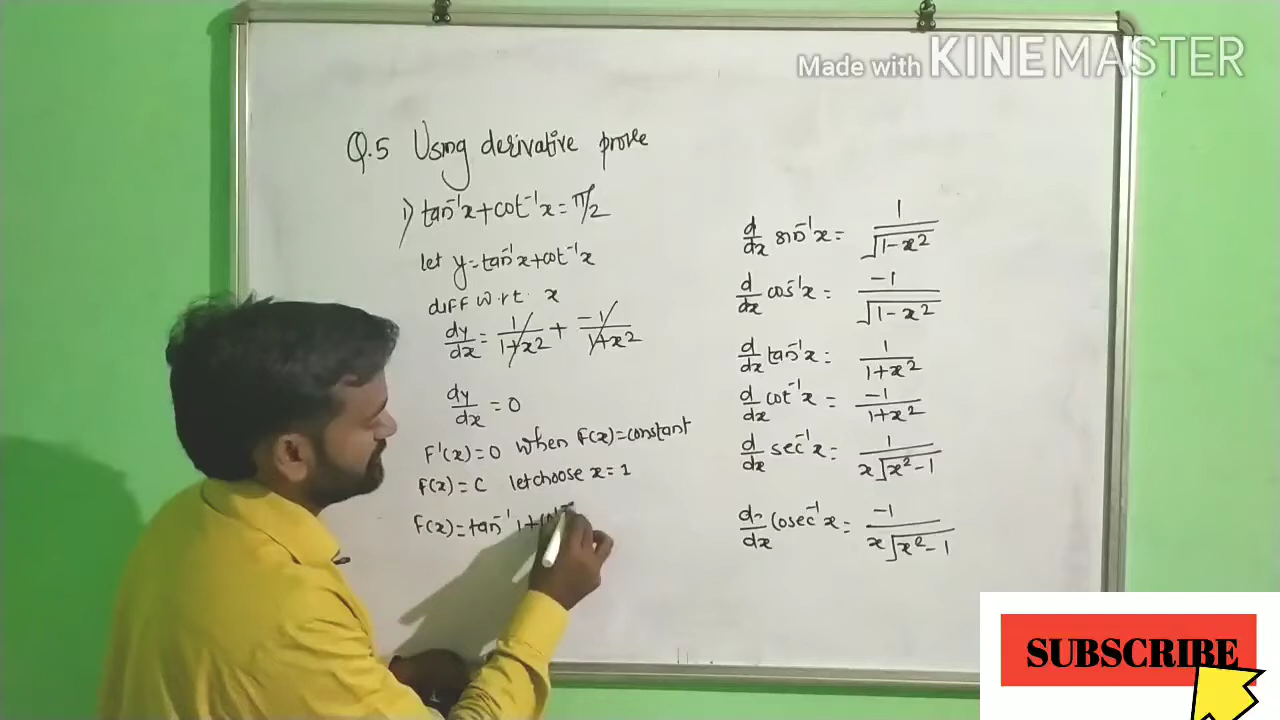 Made with KINEMASTER
Q.5 Using derivative prove
i) tan⁻¹x+cot⁻¹x=π/2
let y=tan⁻¹x+cot⁻¹x
diff w.r.t. x
dy/dx = 1/1+x² + -1/1+x²
dy/dx = 0
F'(x)=0 when F(x)=constant
F(x)=C let choose x=1
F(x)=tan⁻¹ 1+cot⁻
d/dx sin⁻¹x = 1/√1-x²
d/dx cos⁻¹x = -1/√1-x²
d/dx tan⁻¹x = 1/1+x²
d/dx cot⁻¹x = -1/1+x²
d/dx sec⁻¹x = 1/x√x²-1
d/dx cosec⁻¹x = -1/x√x²-1
SUBSCRIBE